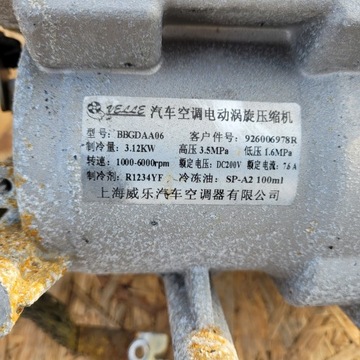 VELLE 汽车空调电动涡旋压缩机
型号: BBGDAA06 客户件号: 926006978R
制冷量: 3.12KW 高压 3.5MPa 低压 1.6MPa
转速: 1000-6000rpm 额定电压: DC200V 额定电流: 7.6A
制冷剂: R1234YF 冷冻油: SP-A2 100ml
上海威乐汽车空调器有限公司